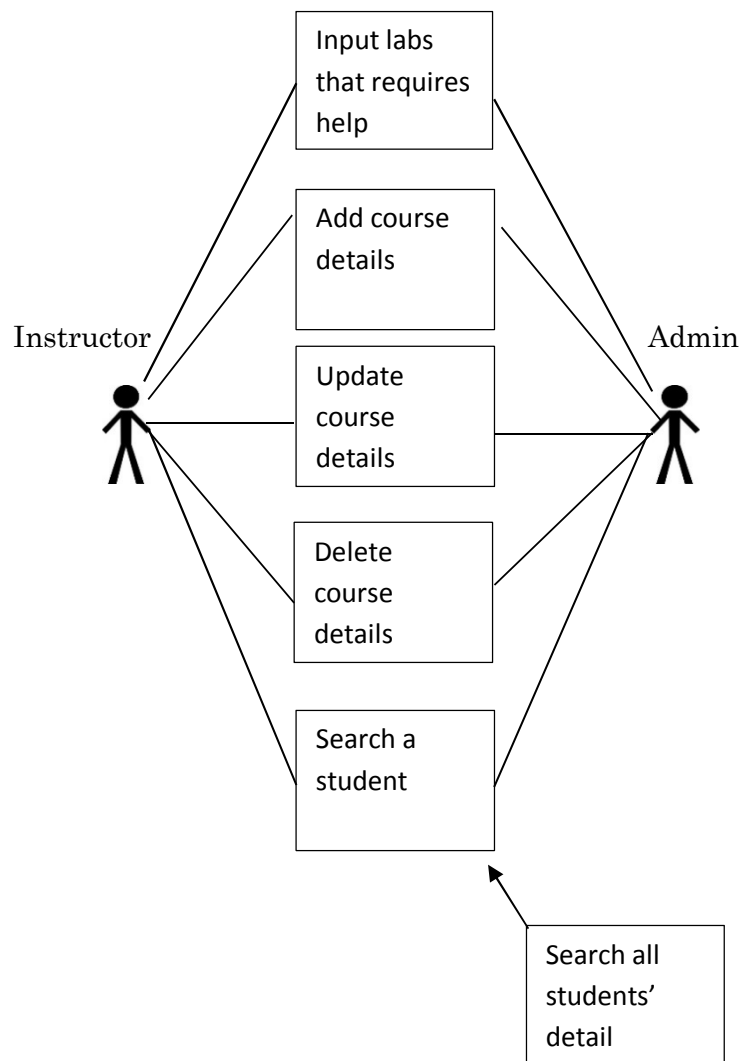 Input labs
that requires
help
Add course
details
Instructor
Admin
Update
course
details
Delete
course
details
Search a
student
Search all
students’
detail